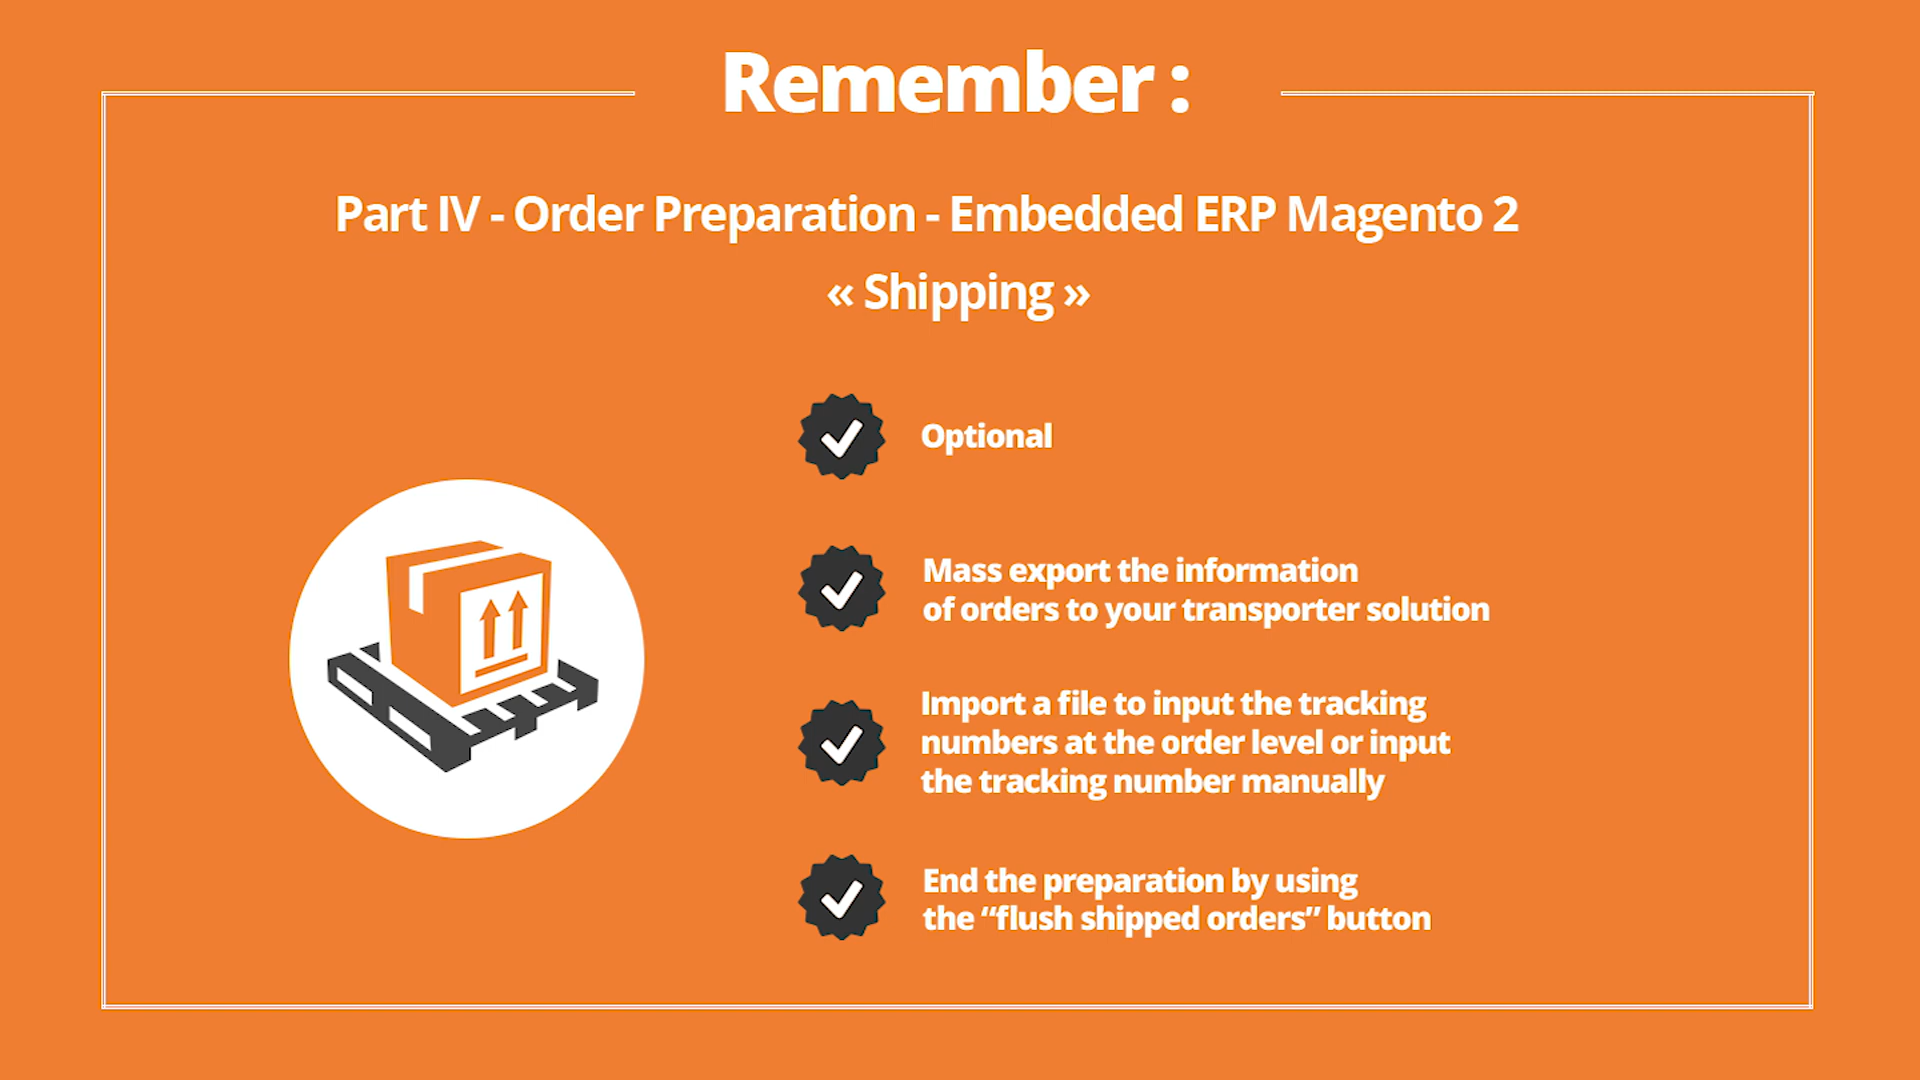 Remember :
Part IV - Order Preparation - Embedded ERP Magento 2
« Shipping »
Optional
Mass export the information
of orders to your transporter solution
Import a file to input the tracking
numbers at the order level or input
the tracking number manually
End the preparation by using
the “flush shipped orders” button